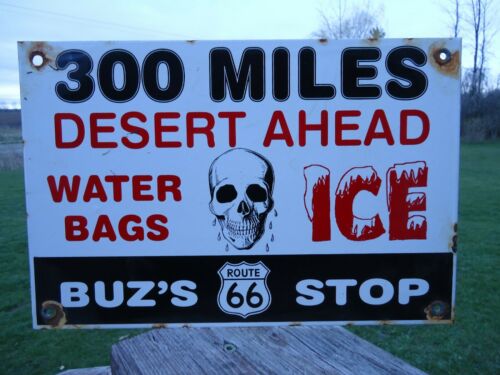 300 MILES
DESERT AHEAD
WATER
BAGS
ICE
BUZ'S
ROUTE
66
STOP